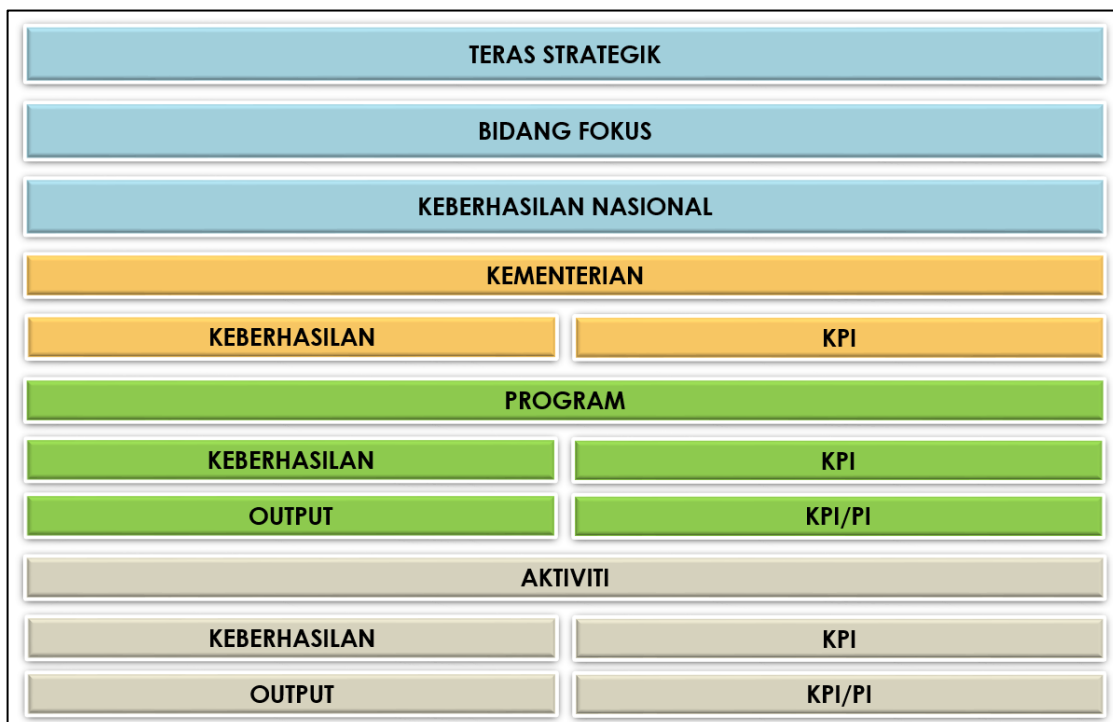 TERAS STRATEGIK
BIDANG FOKUS
KEBERHASILAN NASIONAL
KEMENTERIAN
KEBERHASILAN KPI
PROGRAM
KEBERHASILAN KPI
OUTPUT KPI/PI
AKTIVITI
KEBERHASILAN KPI
OUTPUT KPI/PI